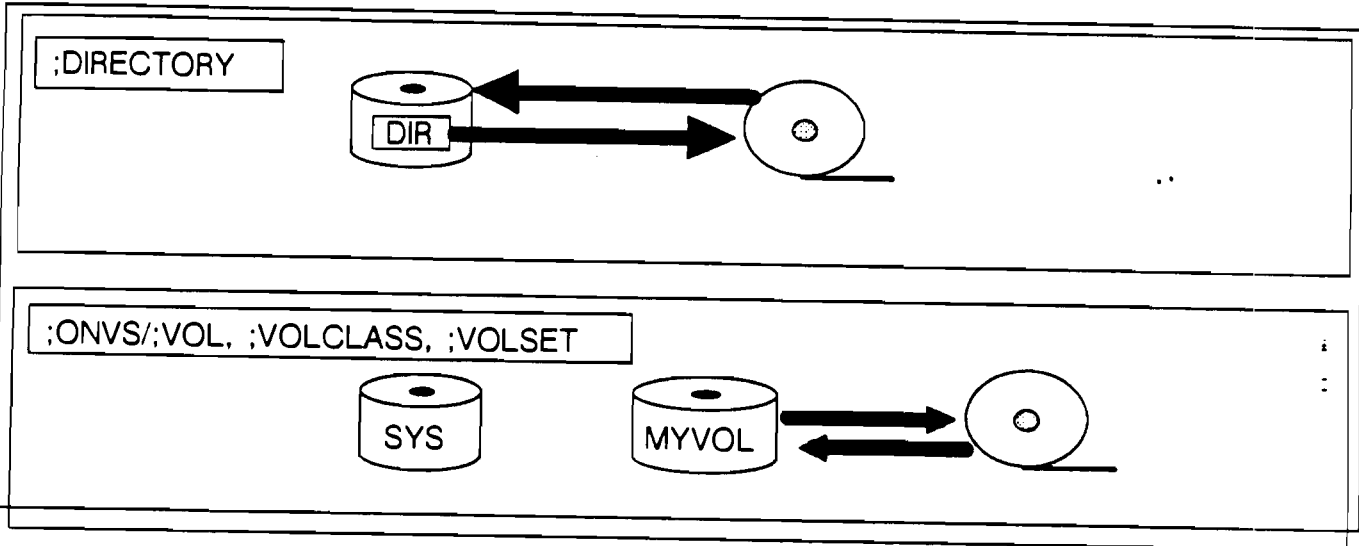 ;DIRECTORY
DIR
;ONVS/;VOL, ;VOLCLASS, ;VOLSET
SYS
MYVOL